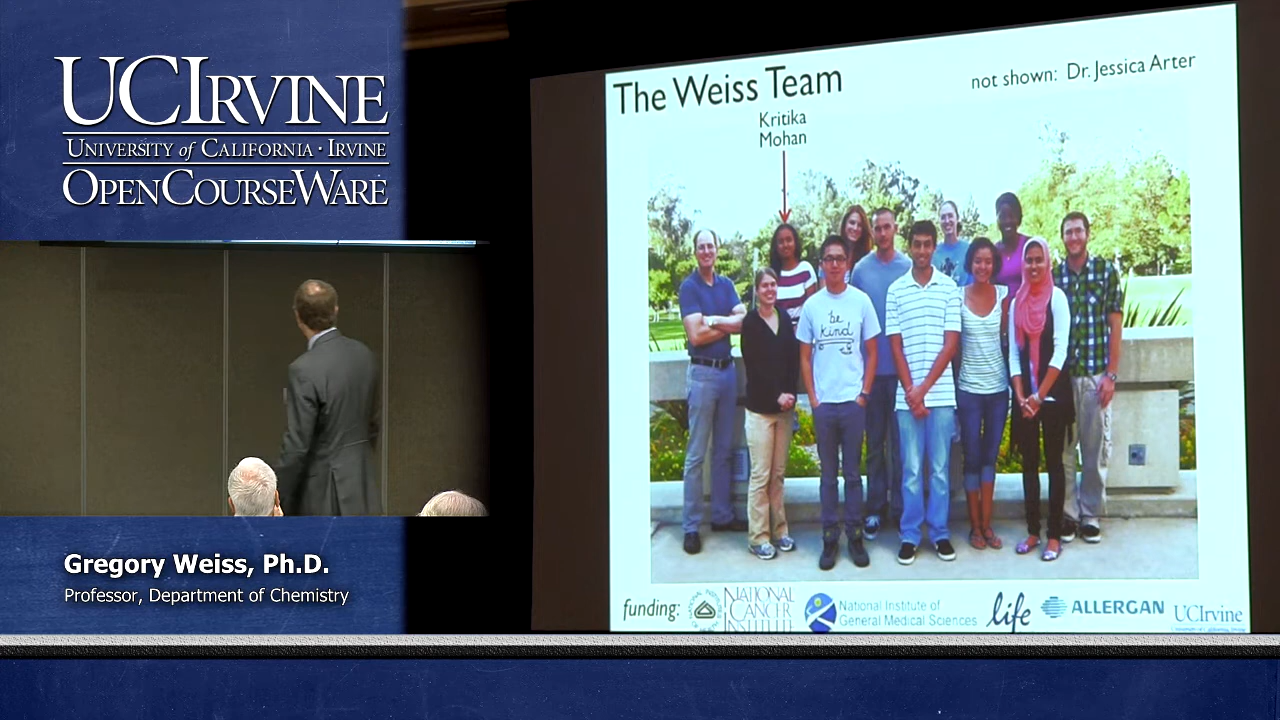 UCIRVINE
UNIVERSITY of CALIFORNIA · IRVINE
OPENCOURSEWARE
Gregory Weiss, Ph.D.
Professor, Department of Chemistry
The Weiss Team
not shown: Dr. Jessica Arter
Kritika
Mohan
be
kind
funding:
NATIONAL
CANCER
INSTITUTE
National Institute of
General Medical Sciences
life
ALLERGAN
UCIrvine